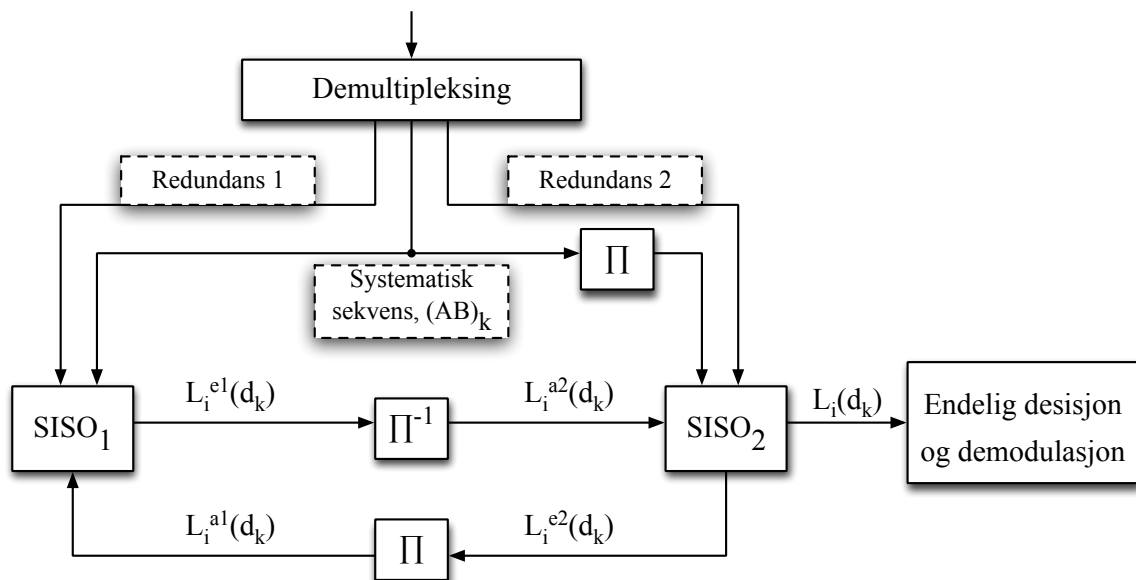 Demultipleksing
Redundans 1
Redundans 2
∏
Systematisk
sekvens, (AB)k
SISO1
Li^e1(dk)
∏-1
Li^a2(dk)
SISO2
Li(dk)
Endelig desisjon
og demodulasjon
Li^a1(dk)
∏
Li^e2(dk)